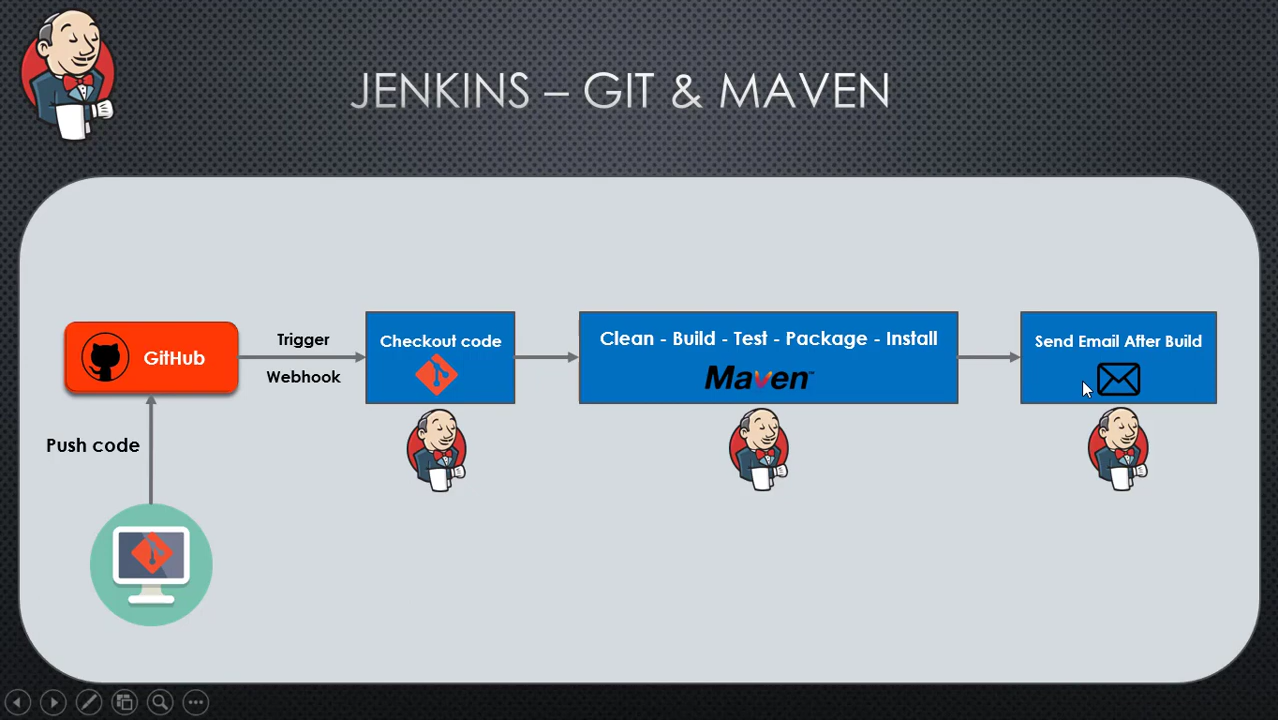 JENKINS – GIT & MAVEN
GitHub
Trigger
Webhook
Checkout code
Clean - Build - Test - Package - Install
Maven™
Send Email After Build
Push code